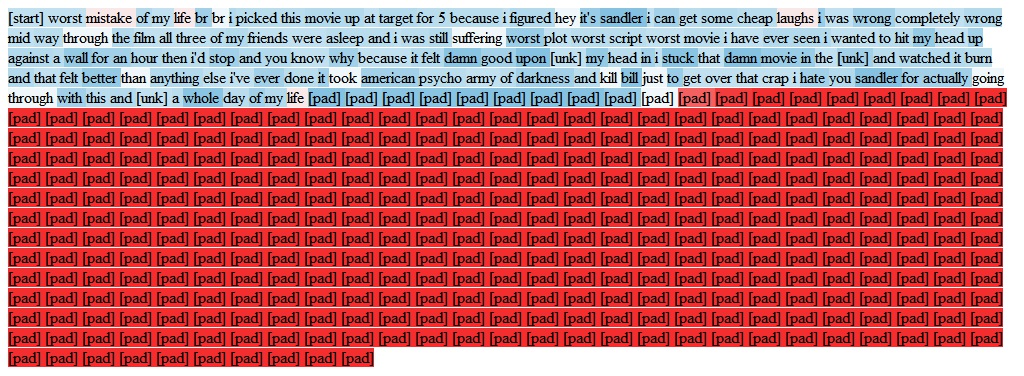 [start] worst mistake of my life br br i picked this movie up at target for 5 because i figured hey it's sandler i can get some cheap laughs i was wrong completely wrong
mid way through the film all three of my friends were asleep and i was still suffering worst plot worst script worst movie i have ever seen i wanted to hit my head up
against a wall for an hour then i'd stop and you know why because it felt damn good upon [unk] my head in i stuck that damn movie in the [unk] and watched it burn
and that felt better than anything else i've ever done it took american psycho army of darkness and kill bill just to get over that crap i hate you sandler for actually going
through with this and [unk] a whole day of my life [pad] [pad] [pad] [pad] [pad] [pad] [pad] [pad] [pad] [pad] [pad] [pad] [pad] [pad] [pad] [pad] [pad] [pad] [pad]
[pad] [pad] [pad] [pad] [pad] [pad] [pad] [pad] [pad] [pad] [pad] [pad] [pad] [pad] [pad] [pad] [pad] [pad] [pad] [pad] [pad] [pad] [pad] [pad] [pad] [pad] [pad]
[pad] [pad] [pad] [pad] [pad] [pad] [pad] [pad] [pad] [pad] [pad] [pad] [pad] [pad] [pad] [pad] [pad] [pad] [pad] [pad] [pad] [pad] [pad] [pad] [pad] [pad] [pad]
[pad] [pad] [pad] [pad] [pad] [pad] [pad] [pad] [pad] [pad] [pad] [pad] [pad] [pad] [pad] [pad] [pad] [pad] [pad] [pad] [pad] [pad] [pad] [pad] [pad] [pad] [pad]
[pad] [pad] [pad] [pad] [pad] [pad] [pad] [pad] [pad] [pad] [pad] [pad] [pad] [pad] [pad] [pad] [pad] [pad] [pad] [pad] [pad] [pad] [pad] [pad] [pad] [pad] [pad]
[pad] [pad] [pad] [pad] [pad] [pad] [pad] [pad] [pad] [pad] [pad] [pad] [pad] [pad] [pad] [pad] [pad] [pad] [pad] [pad] [pad] [pad] [pad] [pad] [pad] [pad] [pad]
[pad] [pad] [pad] [pad] [pad] [pad] [pad] [pad] [pad] [pad] [pad] [pad] [pad] [pad] [pad] [pad] [pad] [pad] [pad] [pad] [pad] [pad] [pad] [pad] [pad] [pad] [pad]
[pad] [pad] [pad] [pad] [pad] [pad] [pad] [pad] [pad] [pad] [pad] [pad] [pad] [pad] [pad] [pad] [pad] [pad] [pad] [pad] [pad] [pad] [pad] [pad] [pad] [pad] [pad]
[pad] [pad] [pad] [pad] [pad] [pad] [pad] [pad] [pad] [pad] [pad] [pad] [pad] [pad] [pad] [pad] [pad] [pad] [pad] [pad] [pad] [pad] [pad] [pad] [pad] [pad] [pad]
[pad] [pad] [pad] [pad] [pad] [pad] [pad] [pad] [pad] [pad] [pad] [pad] [pad] [pad] [pad] [pad] [pad] [pad] [pad] [pad] [pad] [pad] [pad] [pad] [pad] [pad] [pad]
[pad] [pad] [pad] [pad] [pad] [pad] [pad] [pad] [pad] [pad] [pad] [pad] [pad] [pad] [pad] [pad] [pad] [pad] [pad] [pad] [pad] [pad] [pad] [pad] [pad] [pad] [pad]
[pad] [pad] [pad] [pad] [pad] [pad] [pad] [pad] [pad] [pad] [pad] [pad] [pad] [pad] [pad] [pad] [pad] [pad] [pad] [pad] [pad] [pad] [pad] [pad] [pad] [pad] [pad]
[pad] [pad] [pad] [pad] [pad] [pad] [pad] [pad] [pad] [pad] [pad] [pad] [pad] [pad] [pad] [pad] [pad] [pad] [pad] [pad] [pad] [pad] [pad] [pad] [pad] [pad] [pad]
[pad] [pad] [pad] [pad] [pad] [pad] [pad] [pad] [pad] [pad]